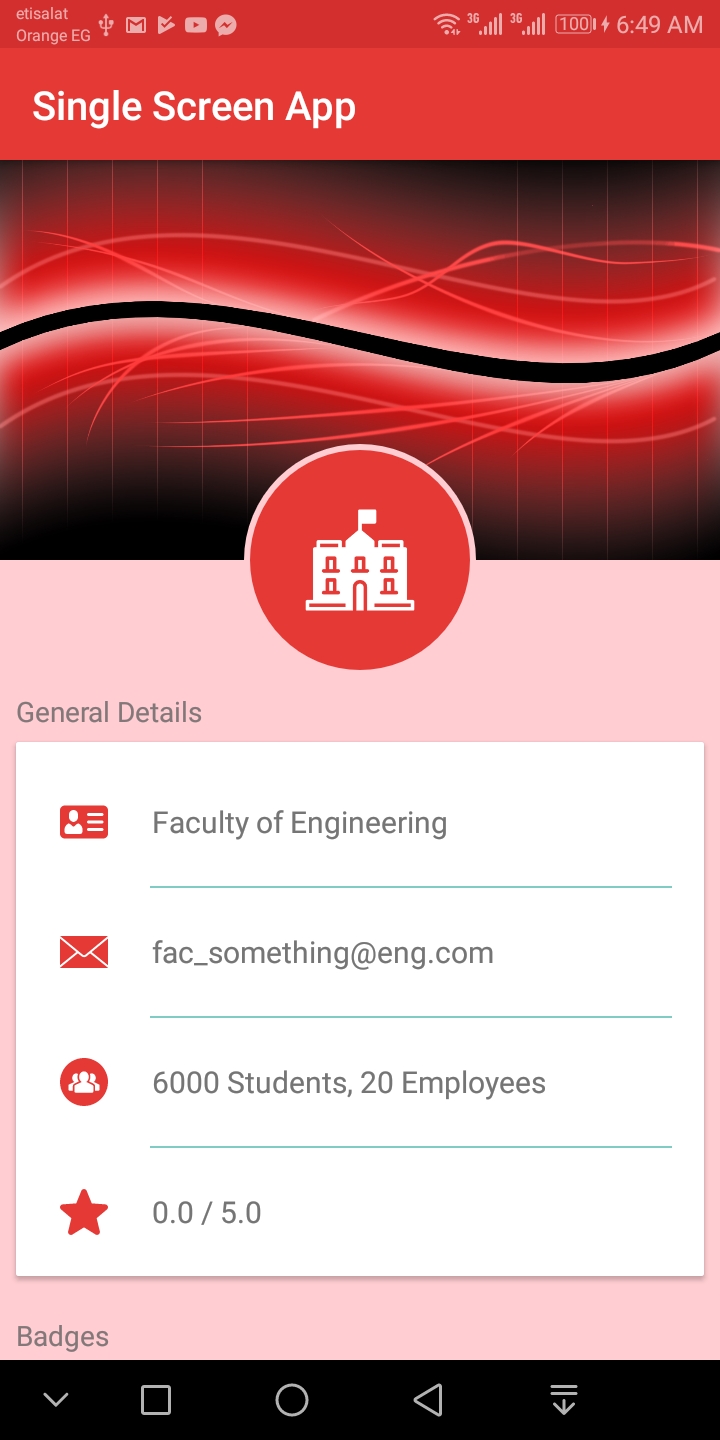 etisalat
Orange EG
3G 3G 100 6:49 AM
Single Screen App
General Details
Faculty of Engineering
fac_something@eng.com
6000 Students, 20 Employees
0.0 / 5.0
Badges